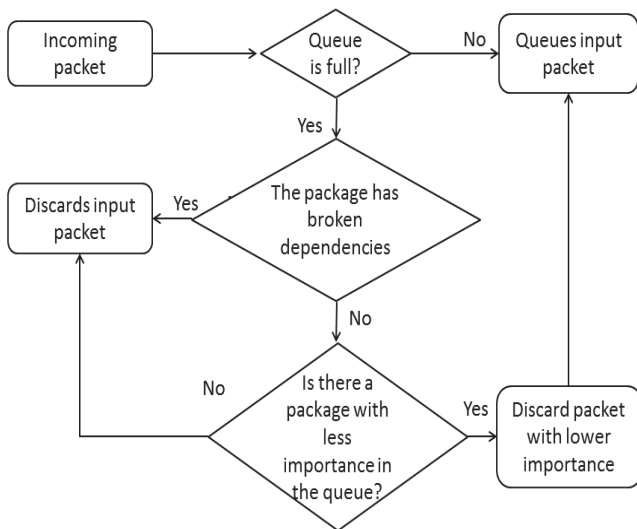 Incoming
packet
Queue
is full?
No
Queues input
packet
Yes
The package has
broken
dependencies
Yes
Discards input
packet
No
Is there a
package with
less
importance in
the queue?
No
Yes
Discard packet
with lower
importance